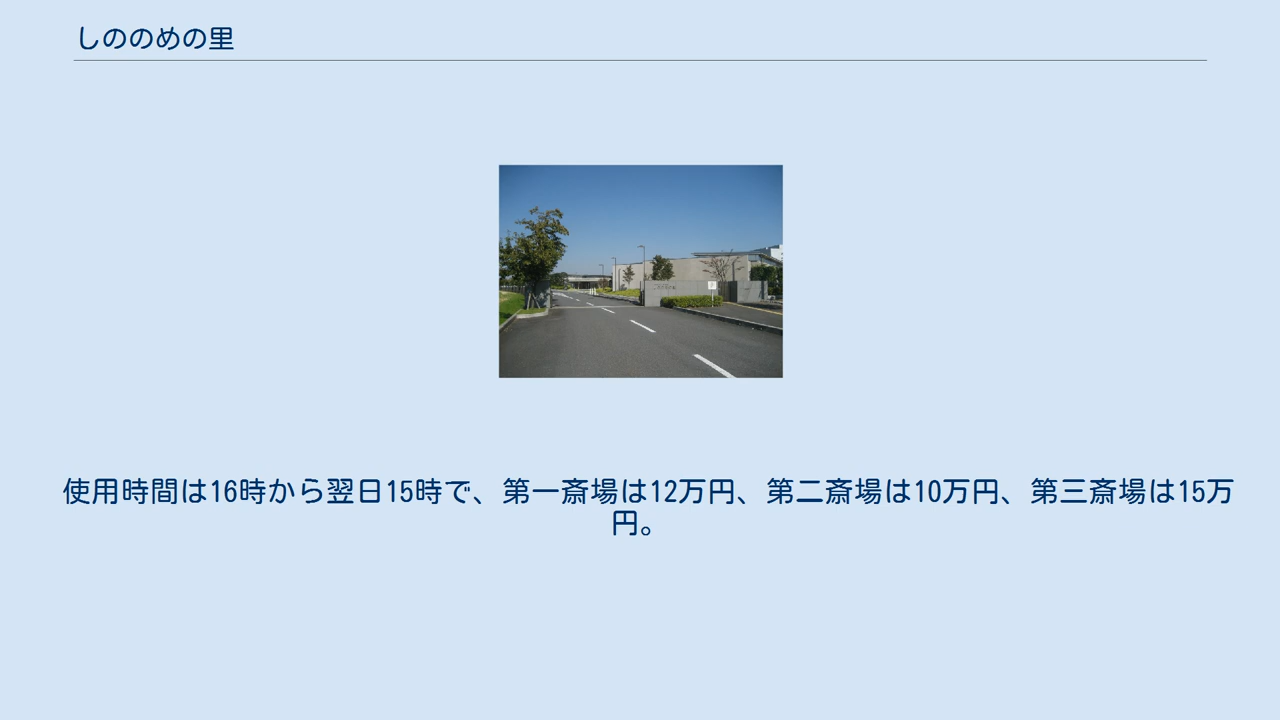 しののめの里
使用時間は16時から翌日15時で、第一斎場は12万円、第二斎場は10万円、第三斎場は15万
円。